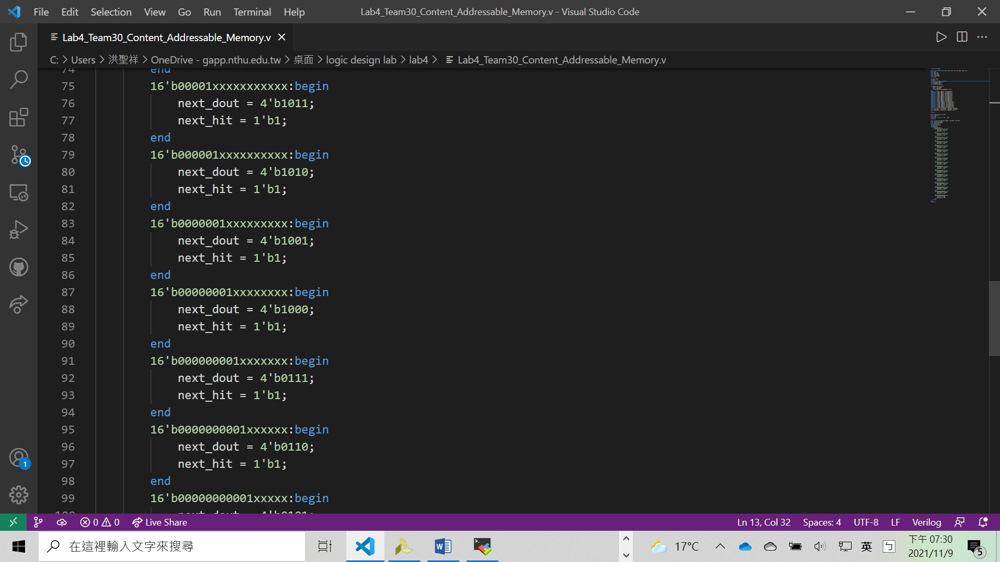 File Edit Selection View Go Run Terminal Help
Lab4_Team30_Content_Addressable_Memory.v - Visual Studio Code
Lab4_Team30_Content_Addressable_Memory.v
C: > Users > 洪聖祥 > OneDrive - gapp.nthu.edu.tw > 桌面 > logic design lab > lab4 > Lab4_Team30_Content_Addressable_Memory.v
74 end
75 16'b00001xxxxxxxxxxx:begin
76 next_dout = 4'b1011;
77 next_hit = 1'b1;
78 end
79 16'b000001xxxxxxxxxx:begin
80 next_dout = 4'b1010;
81 next_hit = 1'b1;
82 end
83 16'b0000001xxxxxxxxx:begin
84 next_dout = 4'b1001;
85 next_hit = 1'b1;
86 end
87 16'b00000001xxxxxxxx:begin
88 next_dout = 4'b1000;
89 next_hit = 1'b1;
90 end
91 16'b000000001xxxxxxx:begin
92 next_dout = 4'b0111;
93 next_hit = 1'b1;
94 end
95 16'b0000000001xxxxxx:begin
96 next_dout = 4'b0110;
97 next_hit = 1'b1;
98 end
99 16'b00000000001xxxxx:begin
0 0 Live Share
Ln 13, Col 32 Spaces: 4 UTF-8 LF Verilog
1
在這裡輸入文字來搜尋
17°C
英
ㄅ
下午 07:30
2021/11/9
5